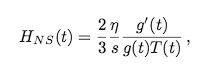 $H_{NS}(t) = \frac{2}{3} \frac{\eta}{s} \frac{g'(t)}{g(t)T(t)} \, ,$